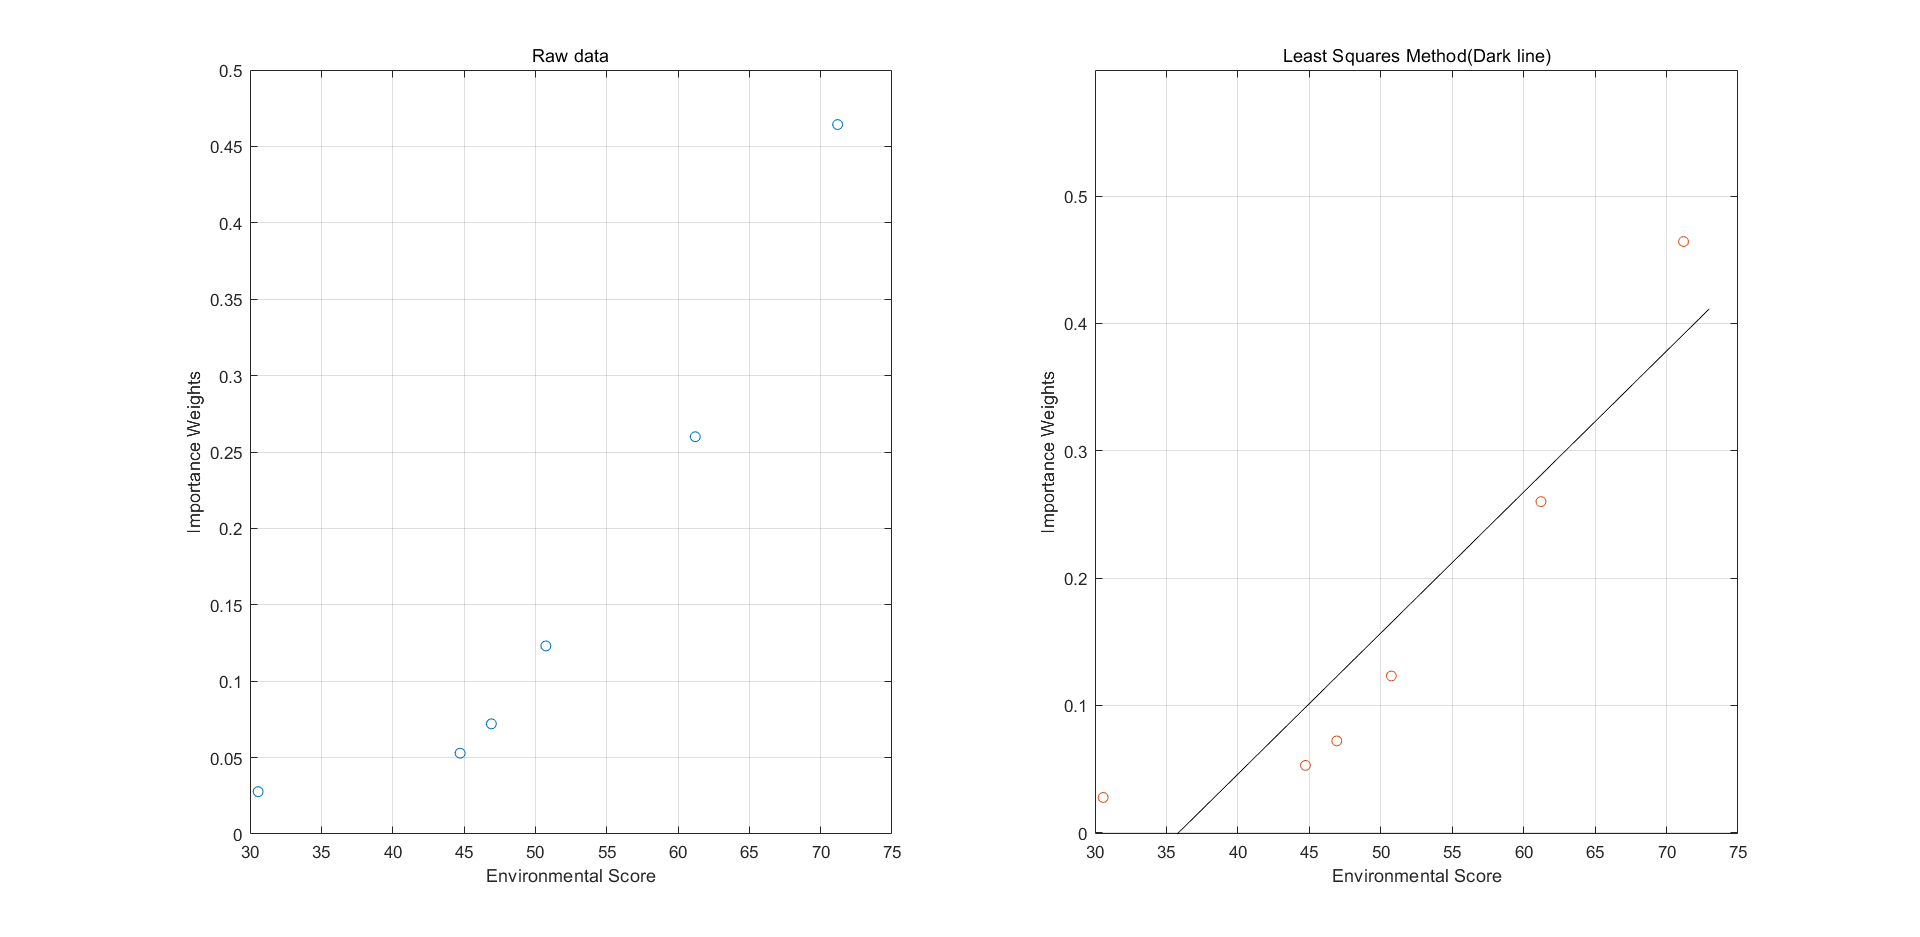 Raw data
0.5
0.45
0.4
0.35
0.3
0.25
0.2
0.15
0.1
0.05
0
Importance Weights
30 35 40 45 50 55 60 65 70 75
Environmental Score
Least Squares Method(Dark line)
0.5
0.4
0.3
0.2
0.1
0
Importance Weights
30 35 40 45 50 55 60 65 70 75
Environmental Score